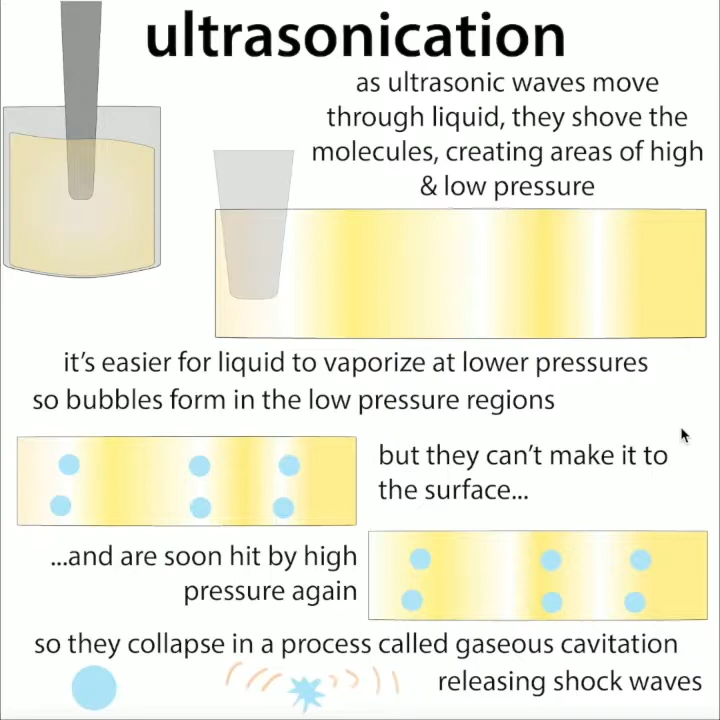 ultrasonication
as ultrasonic waves move
through liquid, they shove the
molecules, creating areas of high
& low pressure
it's easier for liquid to vaporize at lower pressures
so bubbles form in the low pressure regions
but they can't make it to
the surface...
...and are soon hit by high
pressure again
so they collapse in a process called gaseous cavitation
releasing shock waves